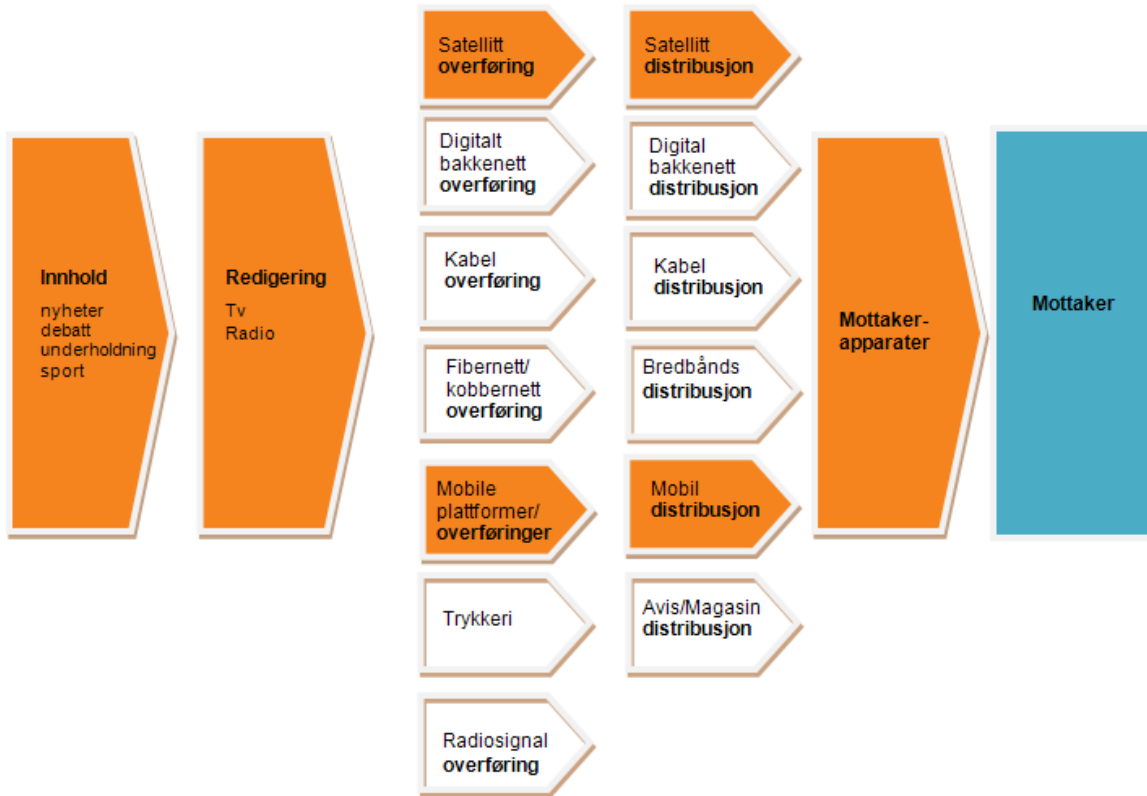 Innhold
nyheter
debatt
underholdning
sport
Redigering
Tv
Radio
Satellitt
overføring
Digitalt
bakkenett
overføring
Kabel
overføring
Fibernett/
kobbernett
overføring
Mobile
plattformer/
overføringer
Trykkeri
Radiosignal
overføring
Satellitt
distribusjon
Digital
bakkenett
distribusjon
Kabel
distribusjon
Bredbånds
distribusjon
Mobil
distribusjon
Avis/Magasin
distribusjon
Mottaker-
apparater
Mottaker